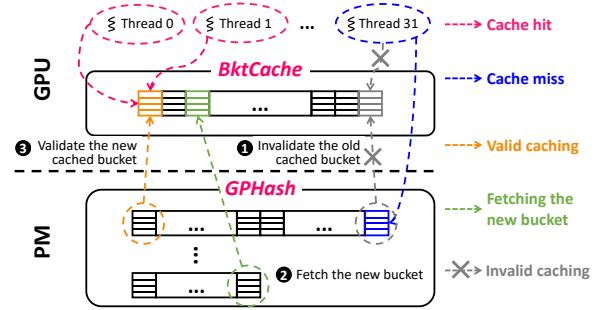 Thread 0
Thread 1
...
Thread 31
Cache hit
GPU
BktCache
Cache miss
...
❸ Validate the new
cached bucket
❶ Invalidate the old
cached bucket
Valid caching
PM
GPHash
Fetching the
new bucket
... ...
...
...
❷ Fetch the new bucket
Invalid caching